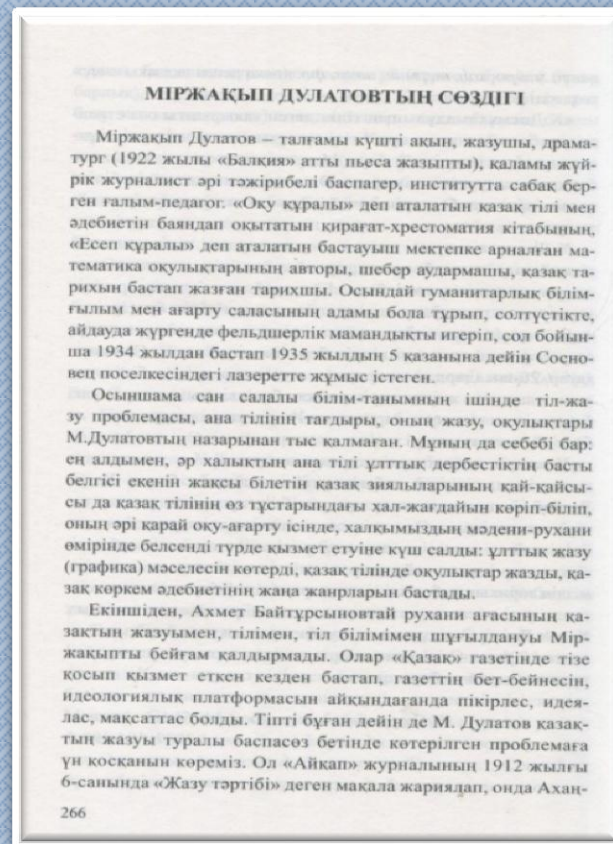 МІРЖАҚЫП ДУЛАТОВТЫҢ СӨЗДІГІ
Міржақып Дулатов – талғамы күшті ақын, жазушы, драма-
тург (1922 жылы «Балқия» атты пьеса жазыпты), қаламы жүй-
рік журналист әрі тәжірибелі баспагер, институтта сабақ бер-
ген ғалым-педагог. «Оқу құралы» деп аталатын қазақ тілі мен
әдебиетін баяндап оқытатын қирағат-хрестоматия кітабының,
«Есеп құралы» деп аталатын бастауыш мектепке арналған ма-
тематика оқулықтарының авторы, шебер аудармашы, қазақ та-
рихын бастап жазған тарихшы. Осындай гуманитарлық білім-
ғылым мен ағарту саласының адамы бола тұрып, солтүстікте,
айдауда жүргенде фельдшерлік мамандықты игеріп, сол бойын-
ша 1934 жылдан бастап 1935 жылдың 5 қазанына дейін Сосно-
вец поселкесіндегі лазеретте жұмыс істеген.
Осыншама сан салалы білім-танымның ішінде тіл-жа-
зу проблемасы, ана тілінің тағдыры, оның жазу, оқулықтары
М.Дулатовтың назарынан тыс қалмаған. Мұның да себебі бар:
ең алдымен, әр халықтың ана тілі ұлттық дербестіктің басты
белгісі екенін жақсы білетін қазақ зиялыларының қай-қайсы-
сы да қазақ тілінің өз тұстарындағы хал-жағдайын көріп-біліп,
оның әрі қарай оқу-ағарту ісінде, халқымыздың мәдени-рухани
өмірінде белсенді түрде қызмет етуіне күш салды: ұлттық жазу
(графика) мәселесін көтерді, қазақ тілінде оқулықтар жазды, қа-
зақ көркем әдебиетінің жаңа жанрларын бастады.
Екіншіден, Ахмет Байтұрсыновтай рухани ағасының қа-
зақтың жазуымен, тілімен, тіл білімімен шұғылдануы Мір-
жақыпты бейғам қалдырмады. Олар «Қазақ» газетінде тізе
қосып қызмет еткен кезден бастап, газеттің бет-бейнесін,
идеологиялық платформасын айқындағанда пікірлес, идея-
лас, мақсаттас болды. Тіпті бұған дейін де М. Дулатов қазақ-
тың жазуы туралы баспасөз бетінде көтерілген проблемаға
үн қосқанын көреміз. Ол «Айқап» журналының 1912 жылғы
6-санында «Жазу тәртібі» деген мақала жариялап, онда Ахаң-
266